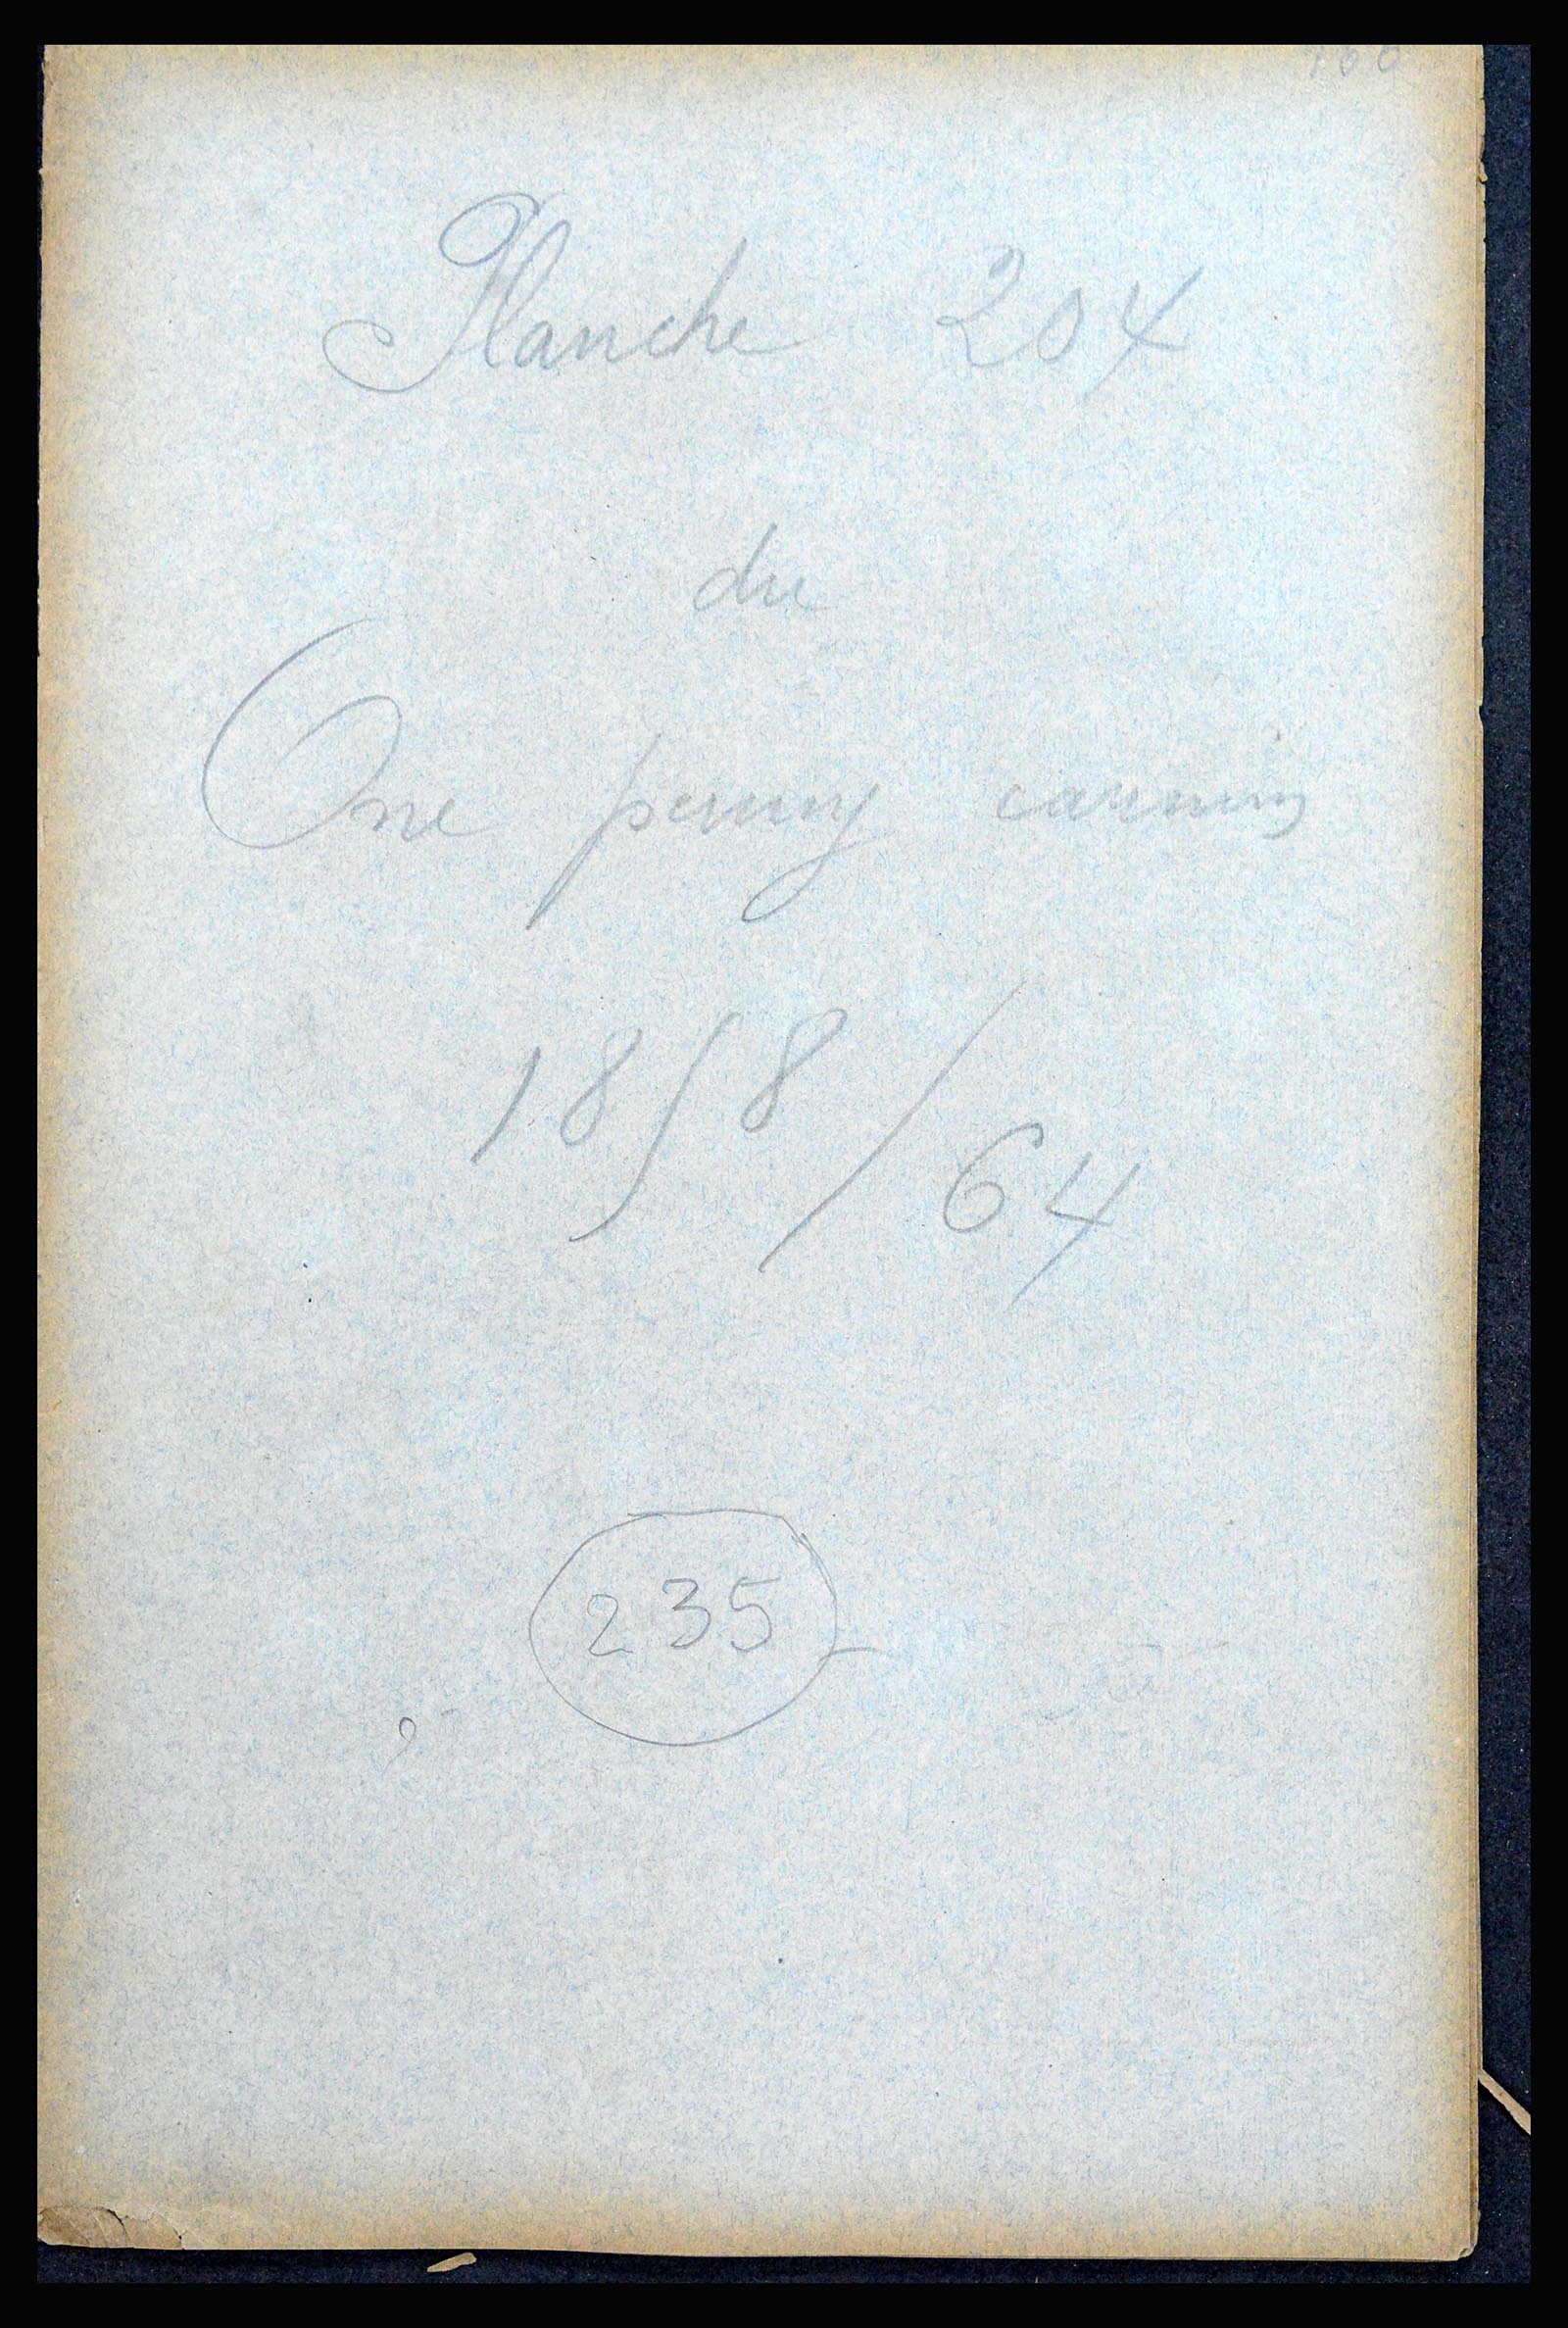 Planche 204
du
One penny carmin
1858/64
235